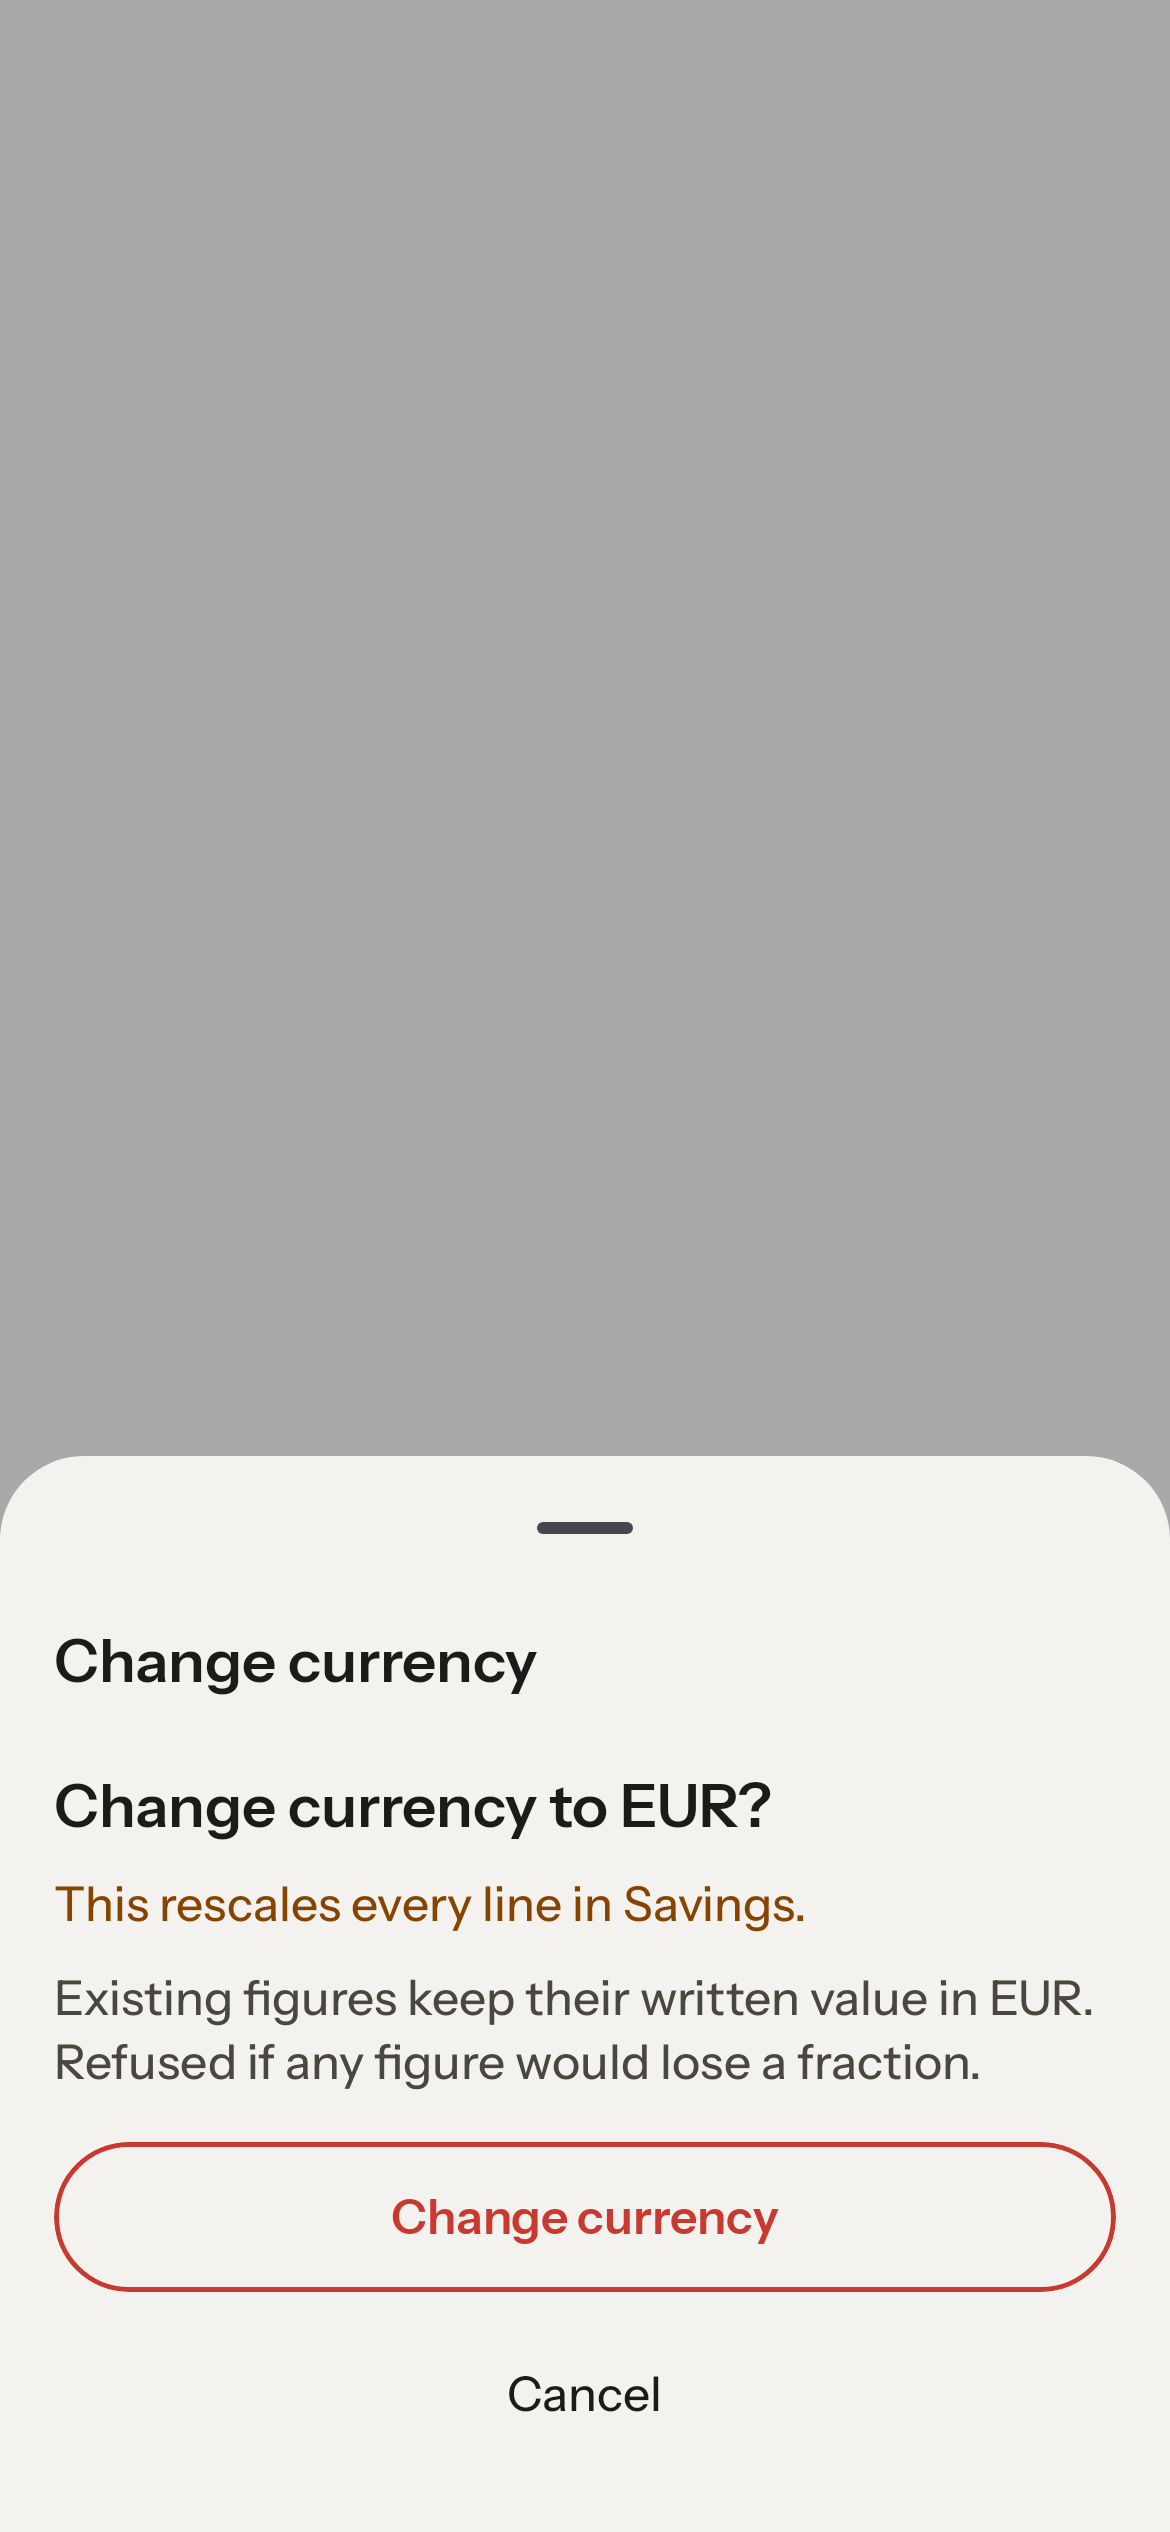 Change currency
Change currency to EUR?
This rescales every line in Savings.
Existing figures keep their written value in EUR.
Refused if any figure would lose a fraction.
Change currency
Cancel